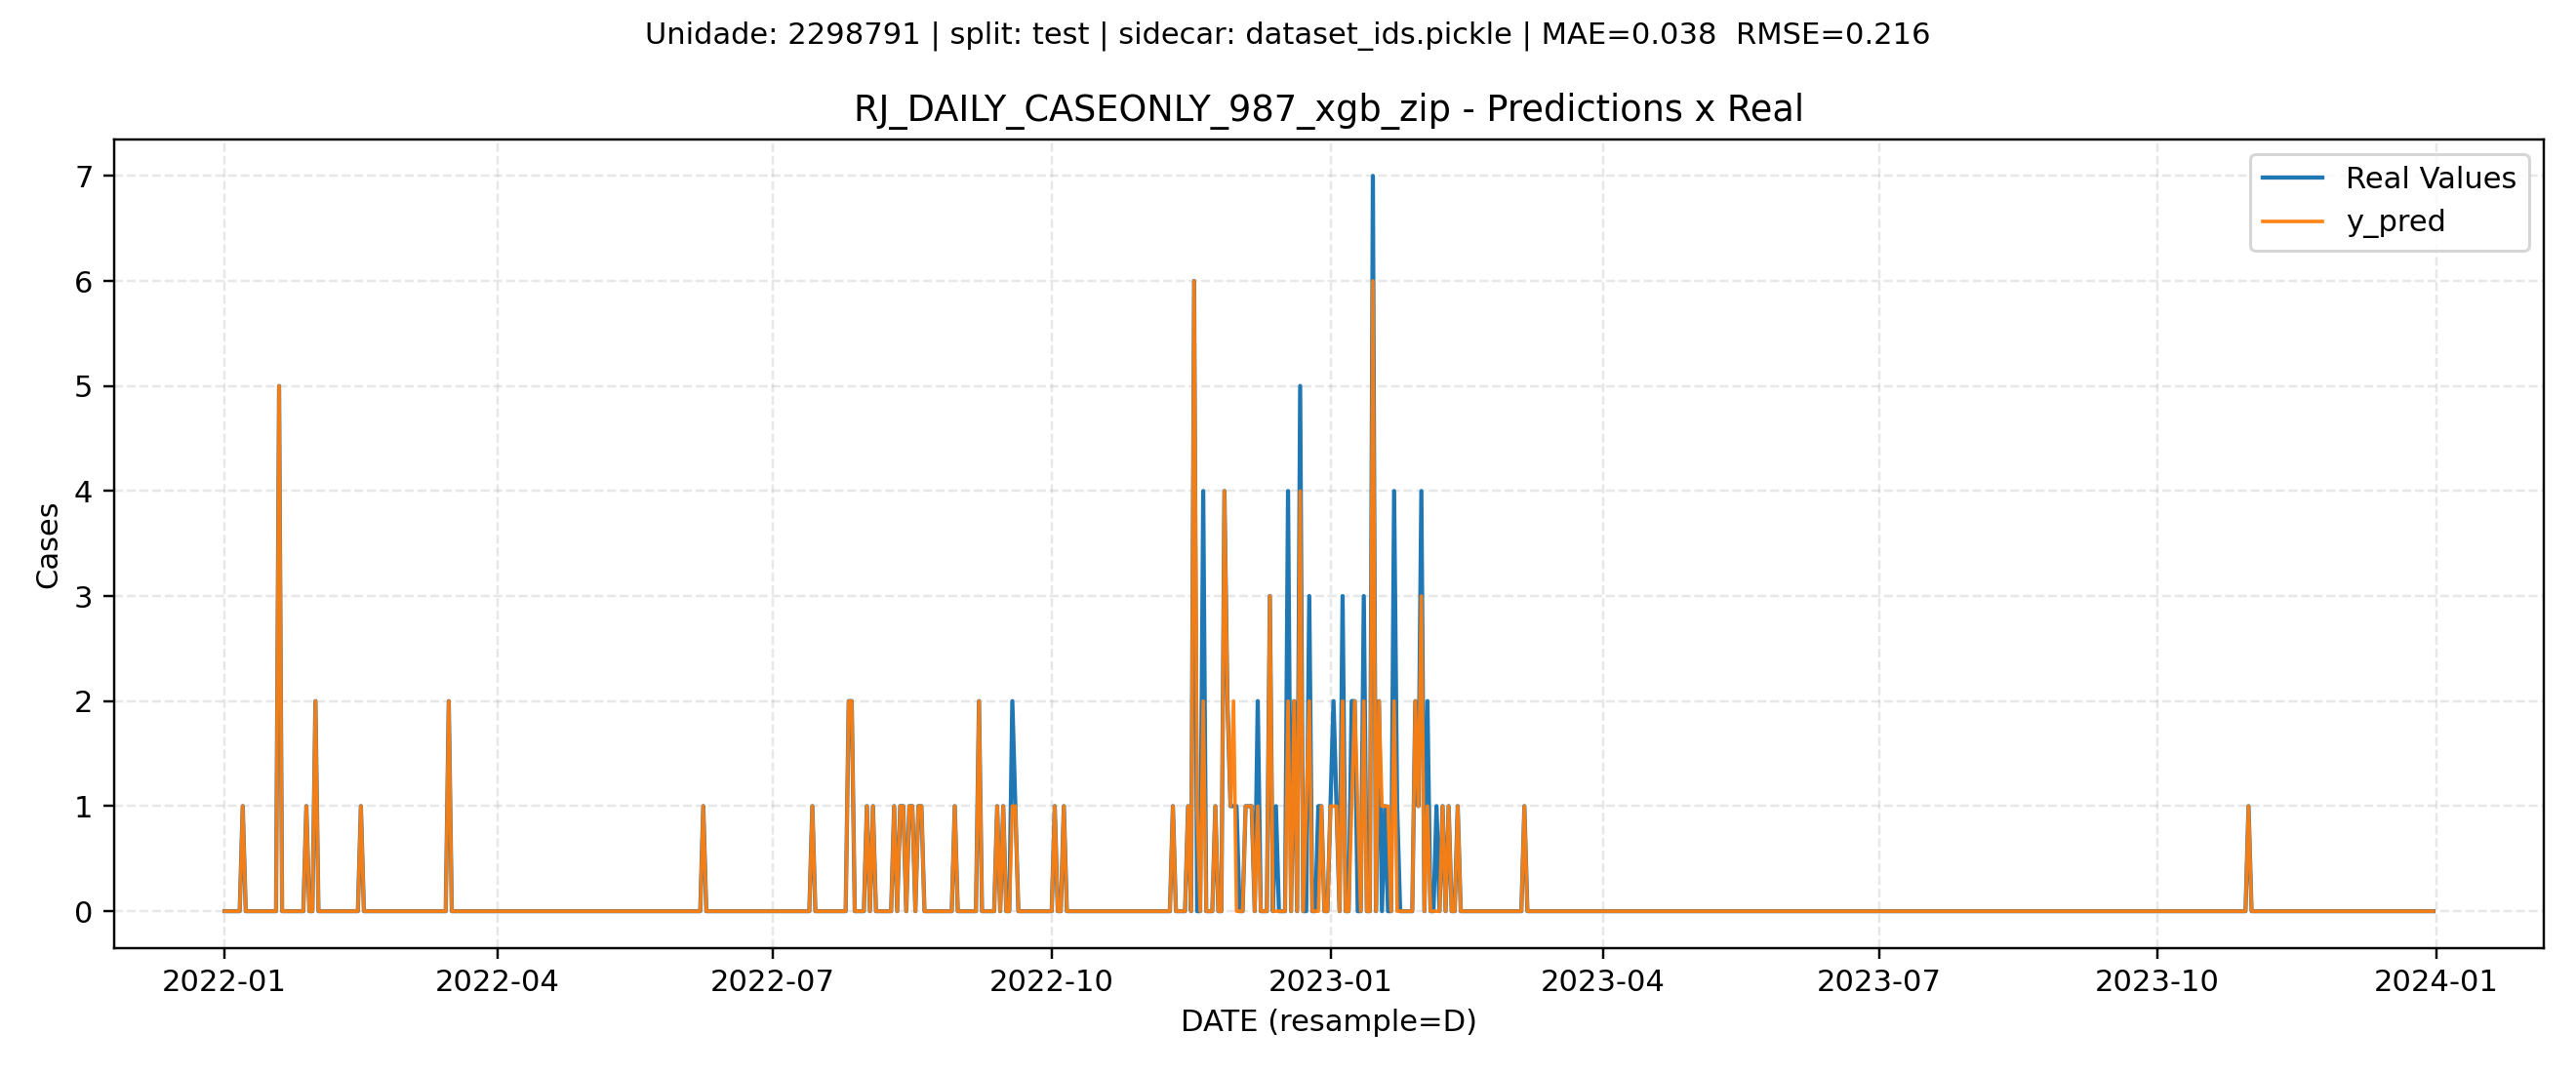 Unidade: 2298791 | split: test | sidecar: dataset_ids.pickle | MAE=0.038  RMSE=0.216
RJ_DAILY_CASEONLY_987_xgb_zip - Predictions x Real
Real Values
y_pred
7
6
5
4
3
2
1
0
Cases
2022-01
2022-04
2022-07
2022-10
2023-01
2023-04
2023-07
2023-10
2024-01
DATE (resample=D)